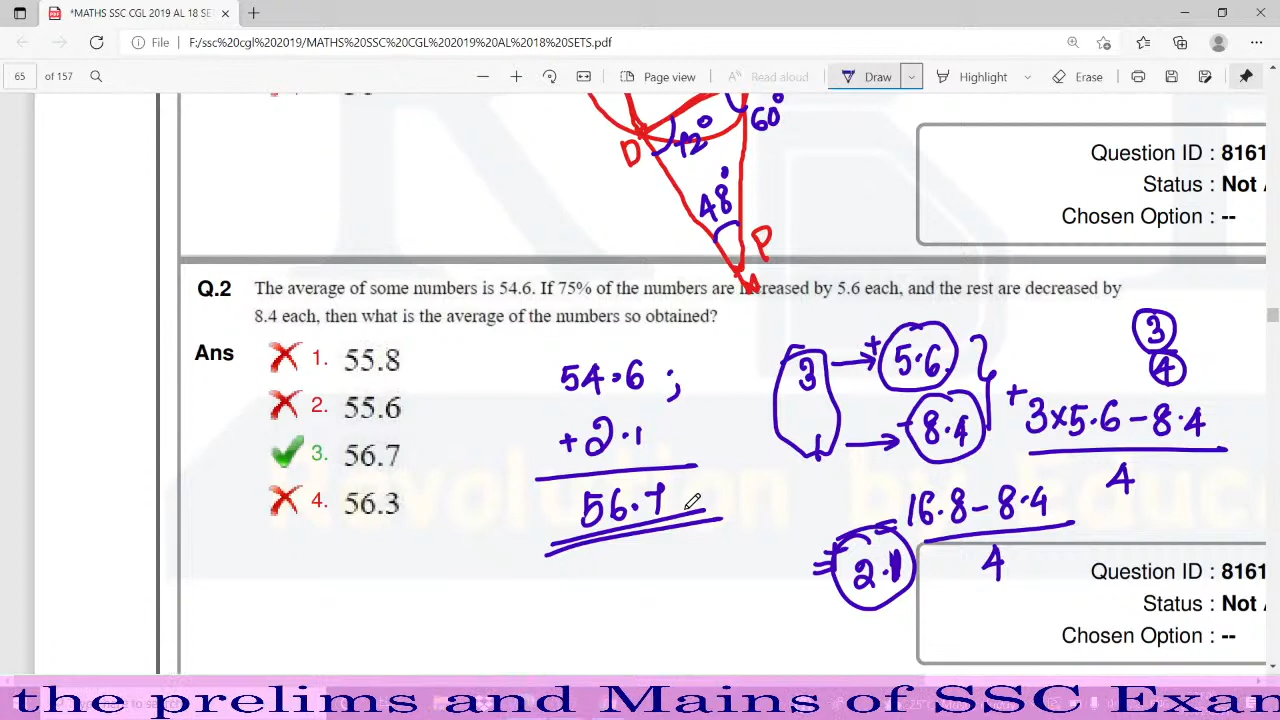 *MATHS SSC CGL 2019 AL 18 SE
File F:/ssc%20cgl%202019/MATHS%20SSC%20CGL%202019%20AL%2018%20SETS.pdf
65 of 157 Page view Read aloud Draw Highlight Erase
60°
D 72°
48°
P
Question ID : 8161
Status : Not
Chosen Option : --
Q.2 The average of some numbers is 54.6. If 75% of the numbers are increased by 5.6 each, and the rest are decreased by
8.4 each, then what is the average of the numbers so obtained?
Ans 1. 55.8
2. 55.6
3. 56.7
4. 56.3
54.6 ;
+2.1
56.7
3 → +5.6
1 → -8.4
3
4
+3×5.6-8.4
4
= 16.8-8.4
4
= +2.1
Question ID : 8161
Status : Not
Chosen Option : --
the prelims and Mains of SSC Exam